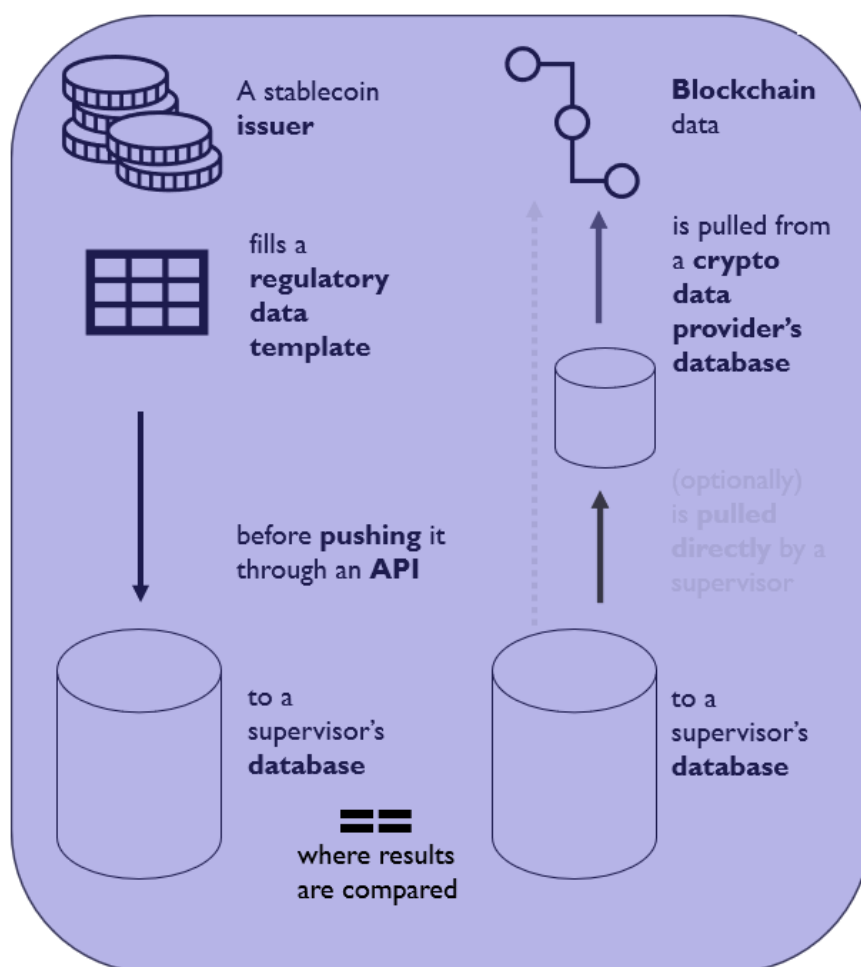 A stablecoin
issuer
fills a
regulatory
data
template
before pushing it
through an API
to a
supervisor's
database
Blockchain
data
is pulled from
a crypto
data
provider's
database
(optionally)
is pulled
directly by a
supervisor
to a
supervisor's
database
where results
are compared